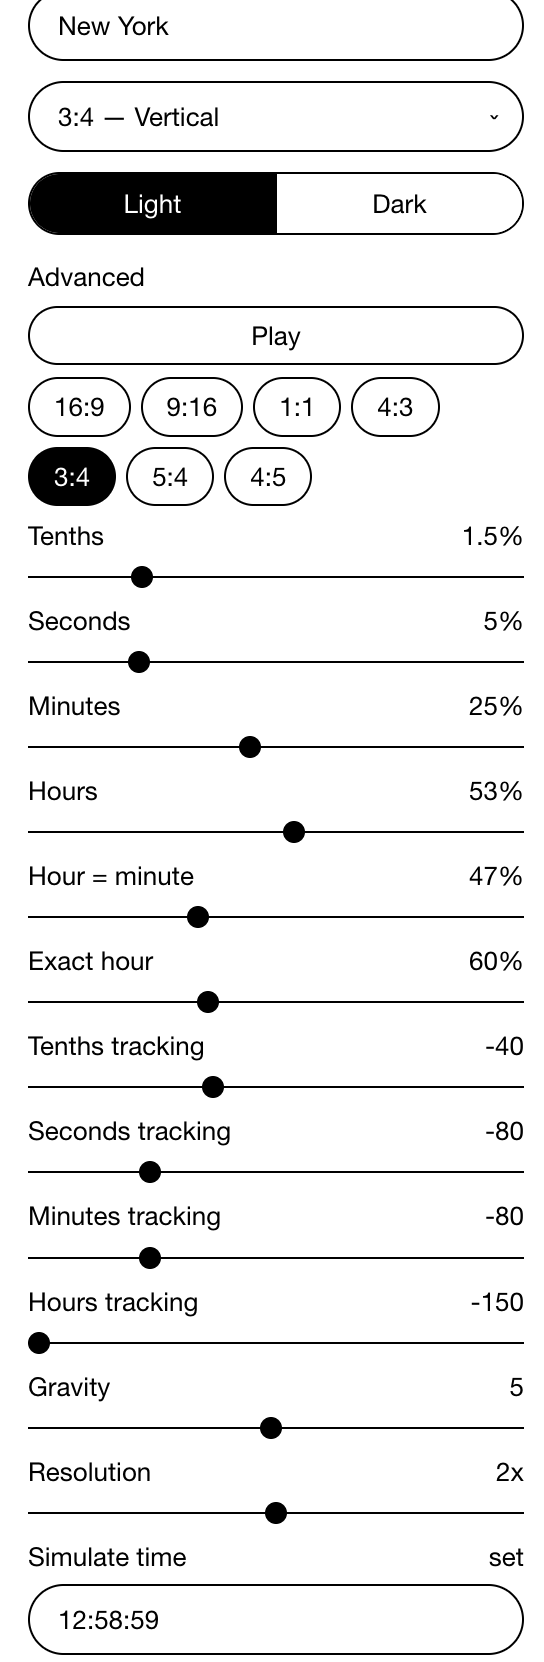 New York
3:4 — Vertical
Light Dark
Advanced
Play
16:9 9:16 1:1 4:3
3:4 5:4 4:5
Tenths 1.5%
Seconds 5%
Minutes 25%
Hours 53%
Hour = minute 47%
Exact hour 60%
Tenths tracking -40
Seconds tracking -80
Minutes tracking -80
Hours tracking -150
Gravity 5
Resolution 2x
Simulate time set
12:58:59